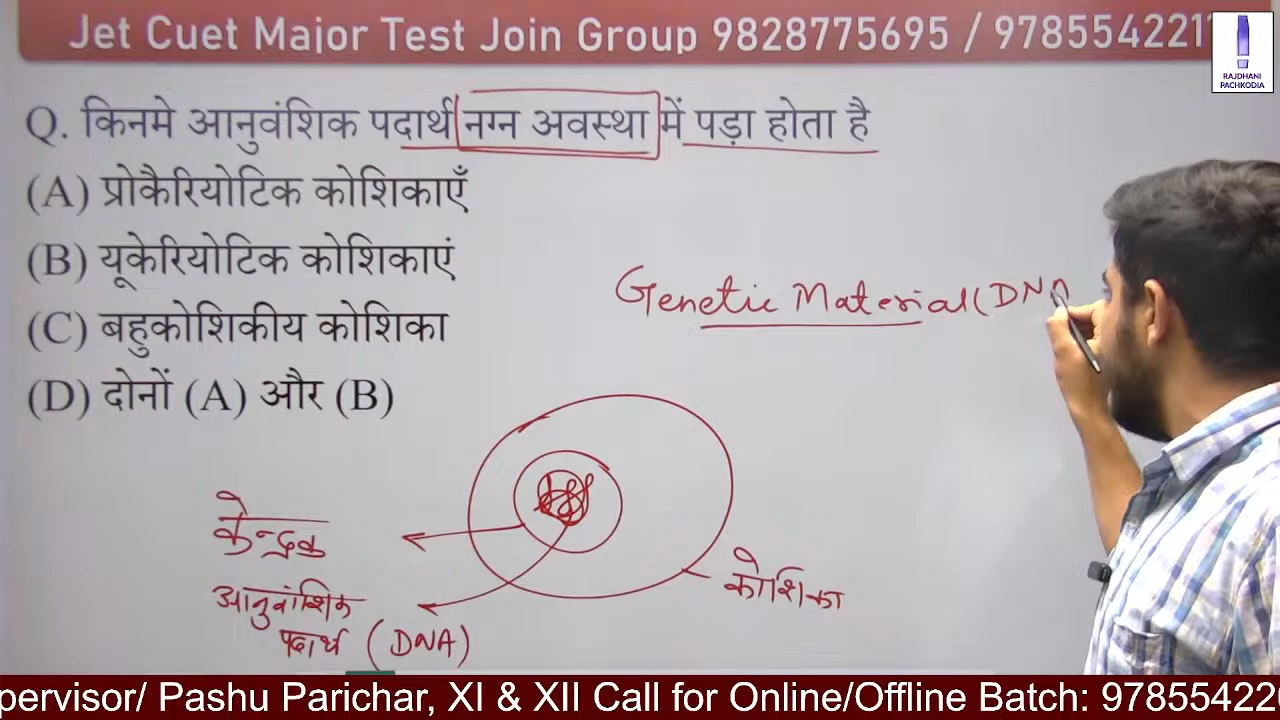 Jet Cuet Major Test Join Group 9828775695 / 9785542211
RAJDHANI
PACHKODIA
Q. किनमे आनुवंशिक पदार्थ नग्न अवस्था में पड़ा होता है
(A) प्रोकैरियोटिक कोशिकाएँ
(B) यूकेरियोटिक कोशिकाएं
(C) बहुकोशिकीय कोशिका
(D) दोनों (A) और (B)
Genetic Material (DNA
केन्द्रक
आनुवांशिक
पदार्थ (DNA)
कोशिका
pervisor/ Pashu Parichar, XI & XII Call for Online/Offline Batch: 97855422